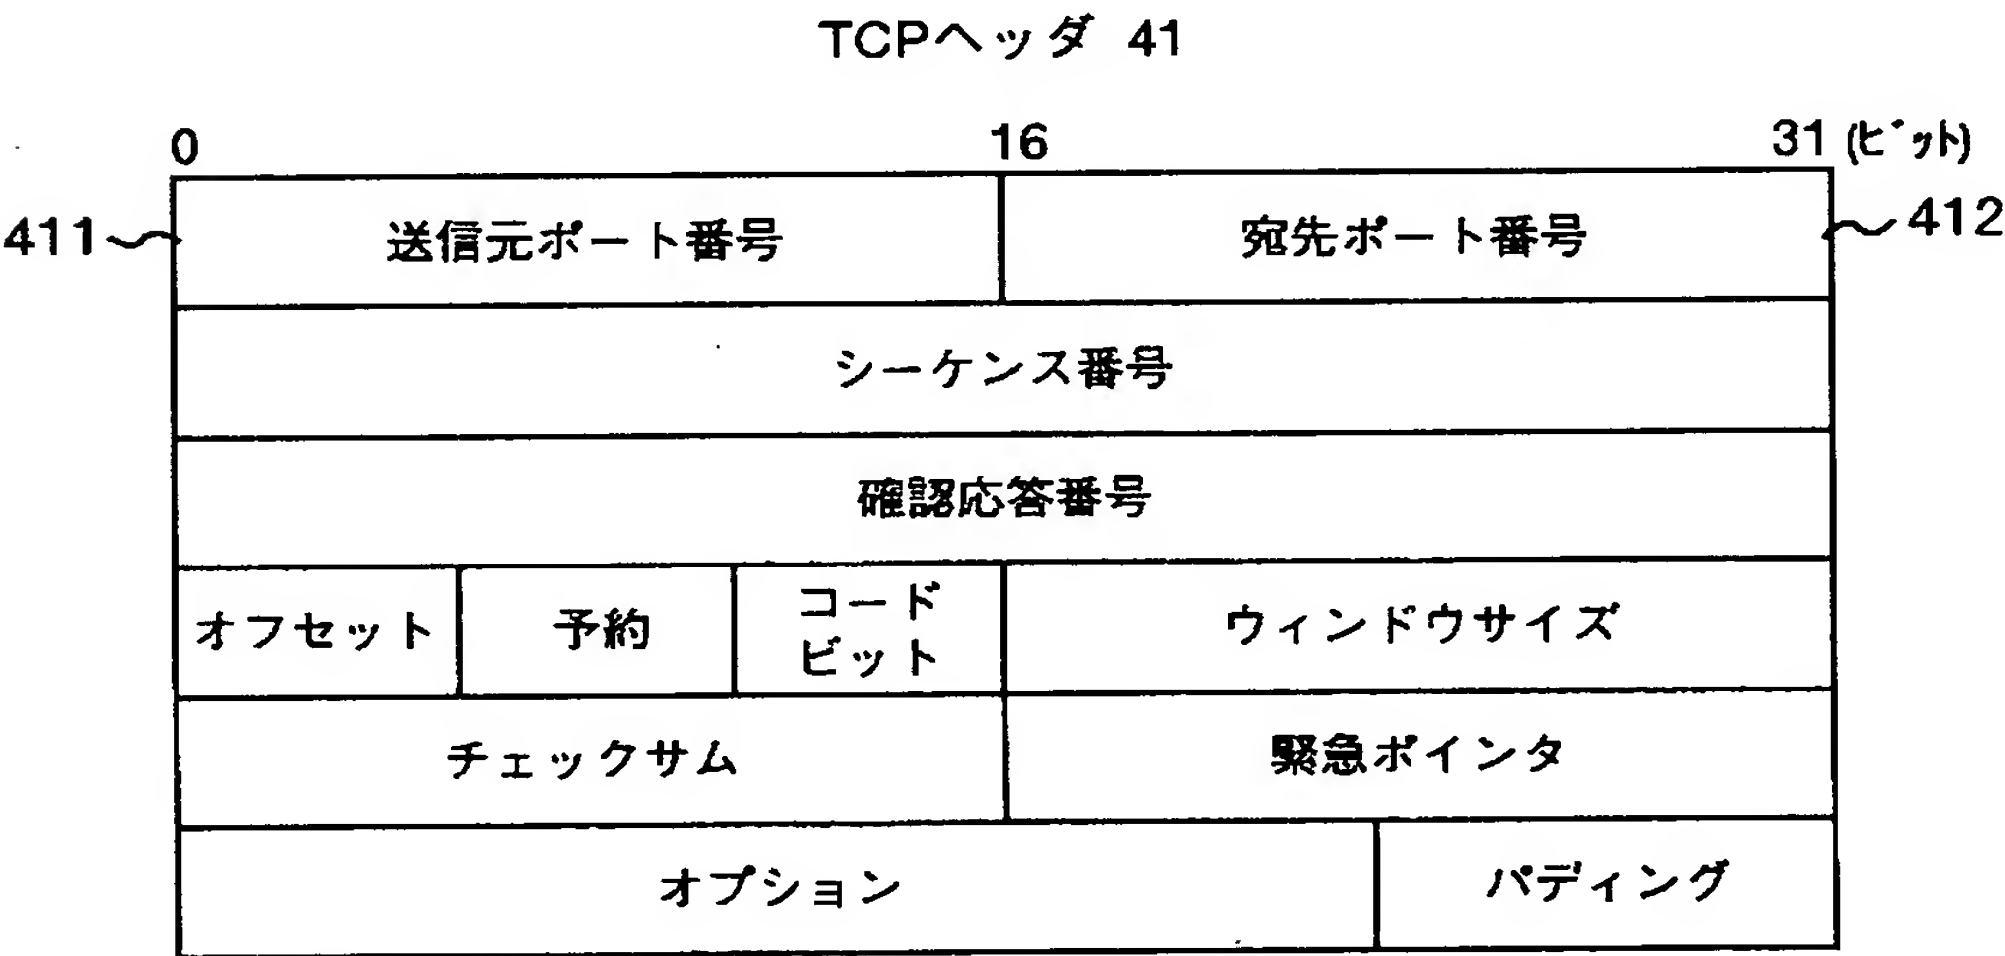 TCPヘッダ 41
0 16 31 (ビット)
411 送信元ポート番号 宛先ポート番号 412
シーケンス番号
確認応答番号
オフセット 予約 コード ウィンドウサイズ
ビット
チェックサム 緊急ポインタ
オプション パディング